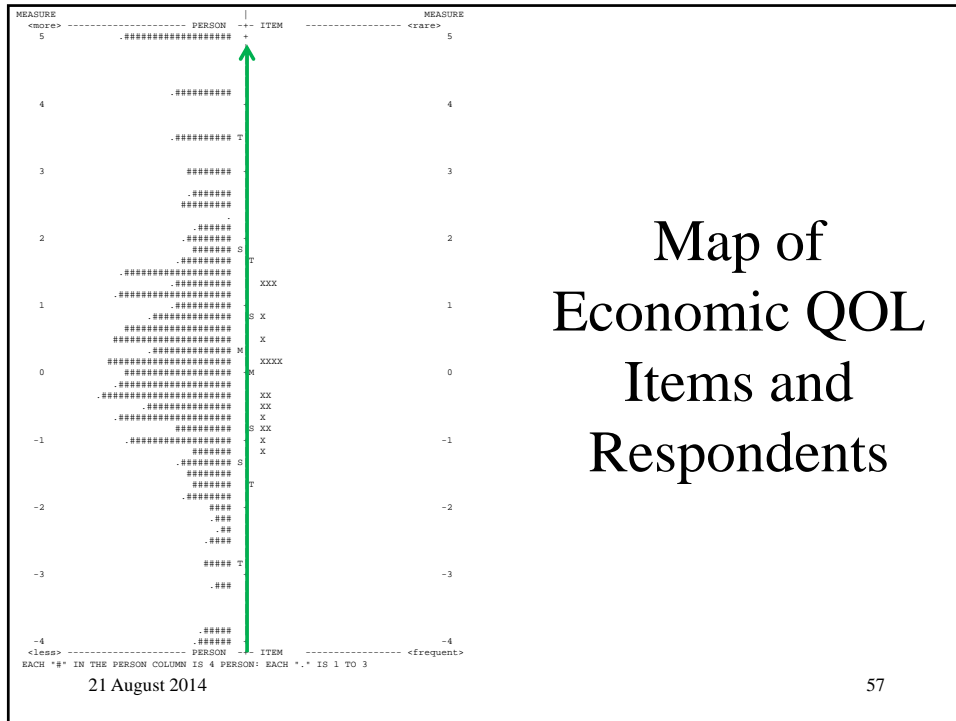 MEASURE | MEASURE
<more> --------------------- PERSON -+- ITEM ----------------- <rare>
5 .################### + 5
.##########
4 + 4
.########## T
3 ######## + 3
.#######
#########
.
.######
2 .######## + 2
####### S
.######### T
.###################
.########## XXX
.####################
1 .########## + 1
.############## S X
###################
##################### X
.############## M
###################### XXXX
0 ################### +M 0
.####################
.####################### XX
.############### XX
.#################### X
########## S XX
-1 .################## + X -1
####### X
.######### S
########
####### T
.########
-2 #### + -2
.###
.##
.####
##### T
-3 + -3
.###
.#####
-4 .###### + -4
<less> --------------------- PERSON -+- ITEM ----------------- <frequent>
EACH "#" IN THE PERSON COLUMN IS 4 PERSON: EACH "." IS 1 TO 3
Map of
Economic QOL
Items and
Respondents
21 August 2014 57